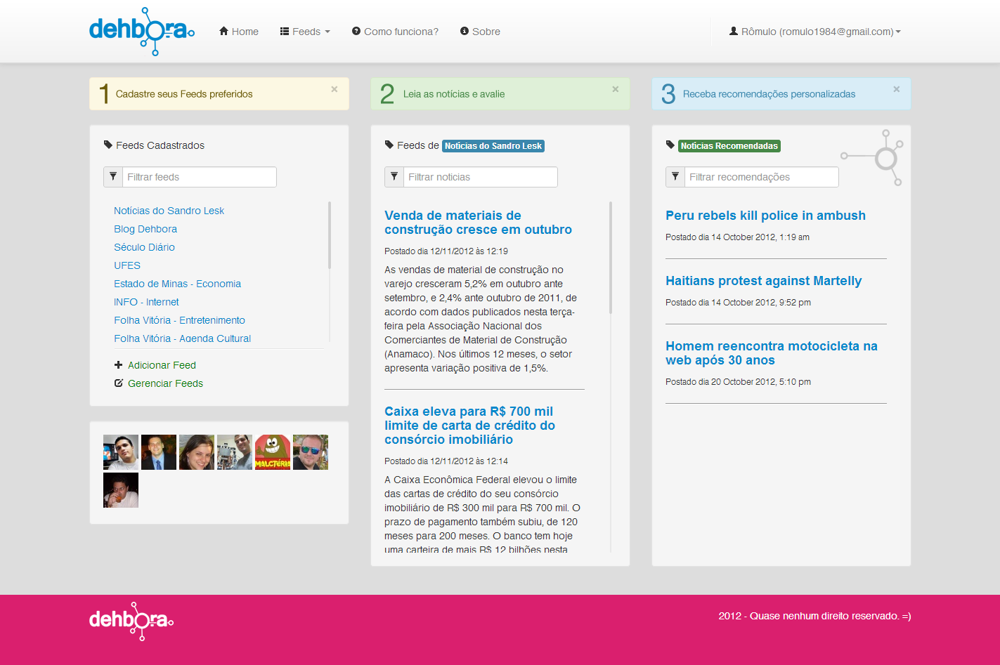 dehbora
Home
Feeds
Como funciona?
Sobre
Rômulo (romulo1984@gmail.com)
1 Cadastre seus Feeds preferidos ×
2 Leia as notícias e avalie ×
3 Receba recomendações personalizadas ×
Feeds Cadastrados
Filtrar feeds
Notícias do Sandro Lesk
Blog Dehbora
Século Diário
UFES
Estado de Minas - Economia
INFO - Internet
Folha Vitória - Entretenimento
Folha Vitória - Agenda Cultural
Adicionar Feed
Gerenciar Feeds
MALCTÉRIA
Feeds de Notícias do Sandro Lesk
Filtrar noticias
Venda de materiais de
construção cresce em outubro
Postado dia 12/11/2012 às 12:19
As vendas de material de construção no
varejo cresceram 5,2% em outubro ante
setembro, e 2,4% ante outubro de 2011, de
acordo com dados publicados nesta terça-
feira pela Associação Nacional dos
Comerciantes de Material de Construção
(Anamaco). Nos últimos 12 meses, o setor
apresenta variação positiva de 1,5%.
Caixa eleva para R$ 700 mil
limite de carta de crédito do
consórcio imobiliário
Postado dia 12/11/2012 às 12:14
A Caixa Econômica Federal elevou o limite
das cartas de crédito do seu consórcio
imobiliário de R$ 300 mil para R$ 700 mil. O
prazo de pagamento também subiu, de 120
meses para 200 meses. O banco tem hoje
uma carteira de mais R$ 12 bilhões nesta
Notícias Recomendadas
Filtrar recomendações
Peru rebels kill police in ambush
Postado dia 14 October 2012, 1:19 am
Haitians protest against Martelly
Postado dia 14 October 2012, 9:52 pm
Homem reencontra motocicleta na
web após 30 anos
Postado dia 20 October 2012, 5:10 pm
dehbora
2012 - Quase nenhum direito reservado. =)